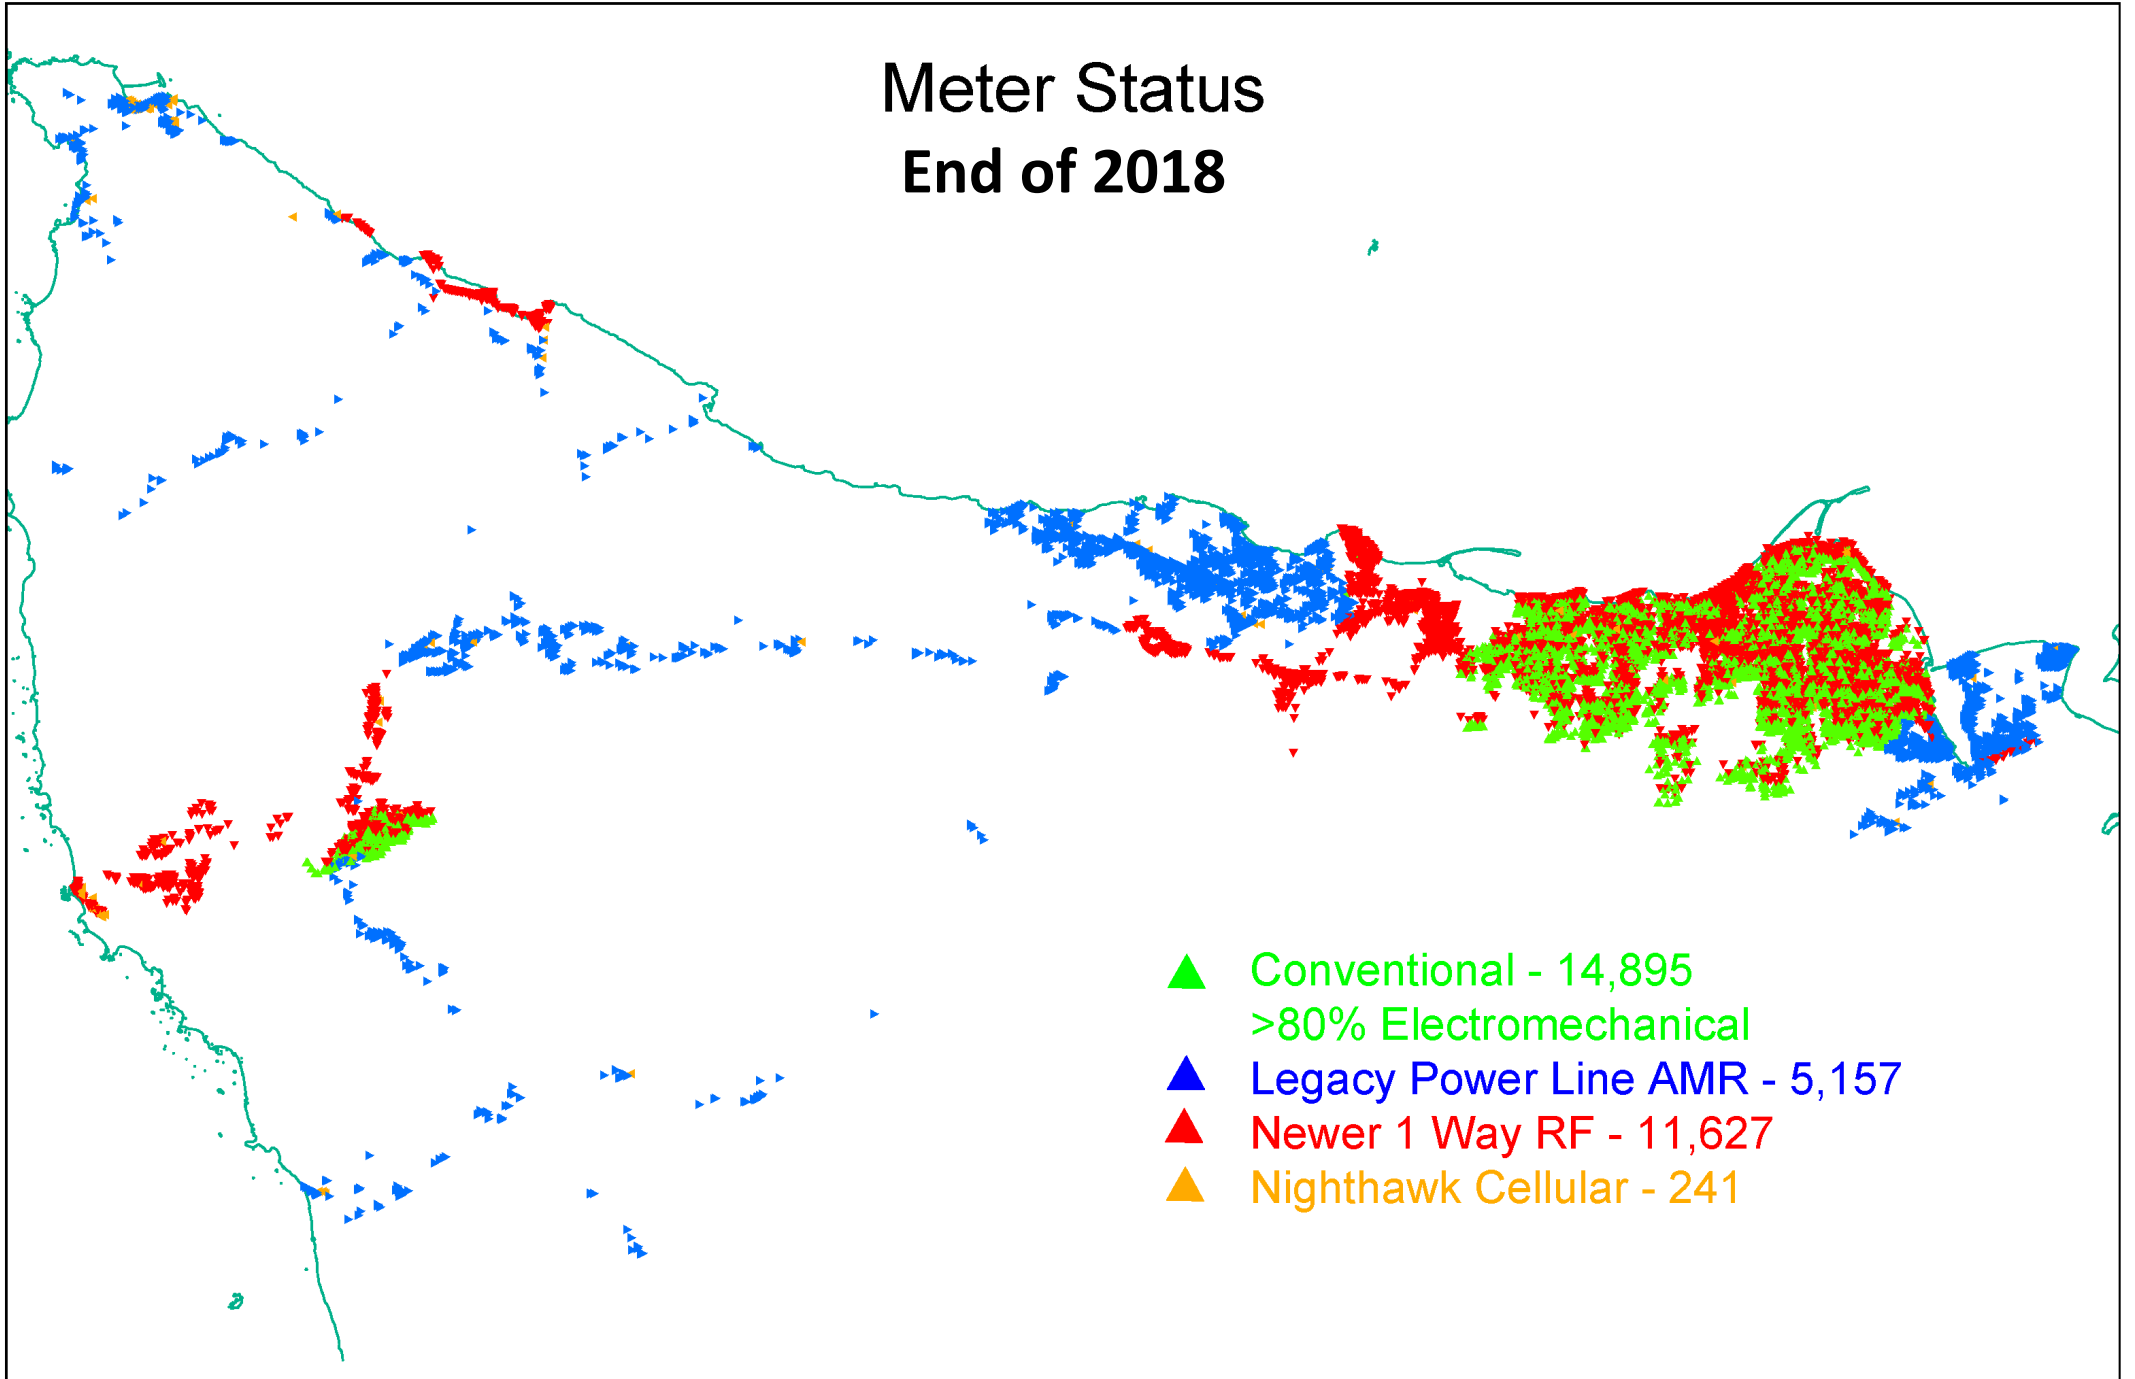 Meter Status
End of 2018
Conventional - 14,895
>80% Electromechanical
Legacy Power Line AMR - 5,157
Newer 1 Way RF - 11,627
Nighthawk Cellular - 241